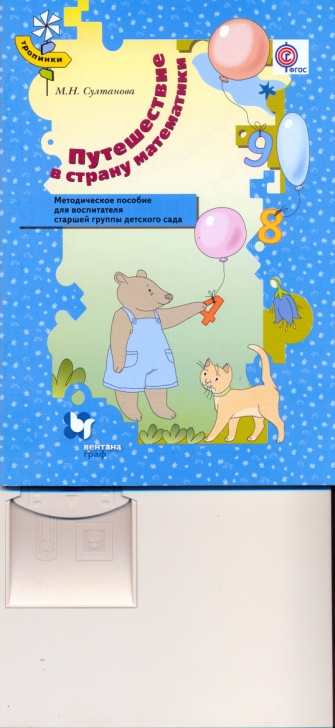 тропинки
М.Н. Султанова
ФГОС
Путешествие
в страну математики
9
8
Методическое пособие
для воспитателя
старшей группы детского сада
4
вентана
граф